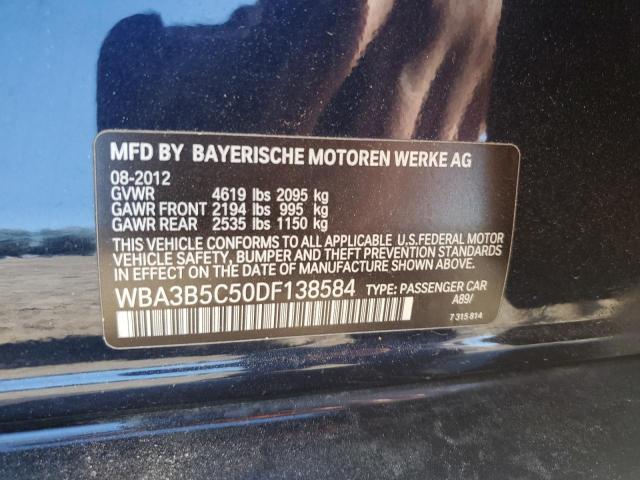 MFD BY BAYERISCHE MOTOREN WERKE AG
08-2012
GVWR 4619 lbs 2095 kg
GAWR FRONT 2194 lbs 995 kg
GAWR REAR 2535 lbs 1150 kg
THIS VEHICLE CONFORMS TO ALL APPLICABLE U.S.FEDERAL MOTOR
VEHICLE SAFETY, BUMPER AND THEFT PREVENTION STANDARDS
IN EFFECT ON THE DATE OF MANUFACTURE SHOWN ABOVE.
WBA3B5C50DF138584 TYPE: PASSENGER CAR
A89/
7 315 814